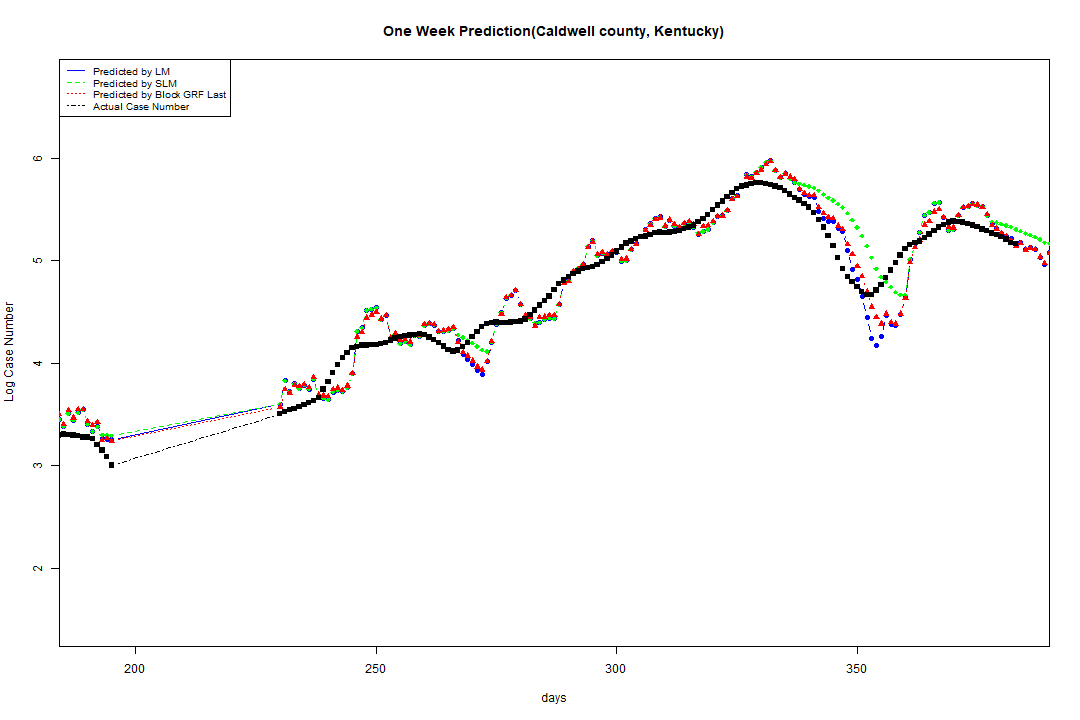 One Week Prediction(Caldwell county, Kentucky)
Predicted by LM
Predicted by SLM
Predicted by Block GRF Last
Actual Case Number
6
5
4
3
2
Log Case Number
200 250 300 350
days